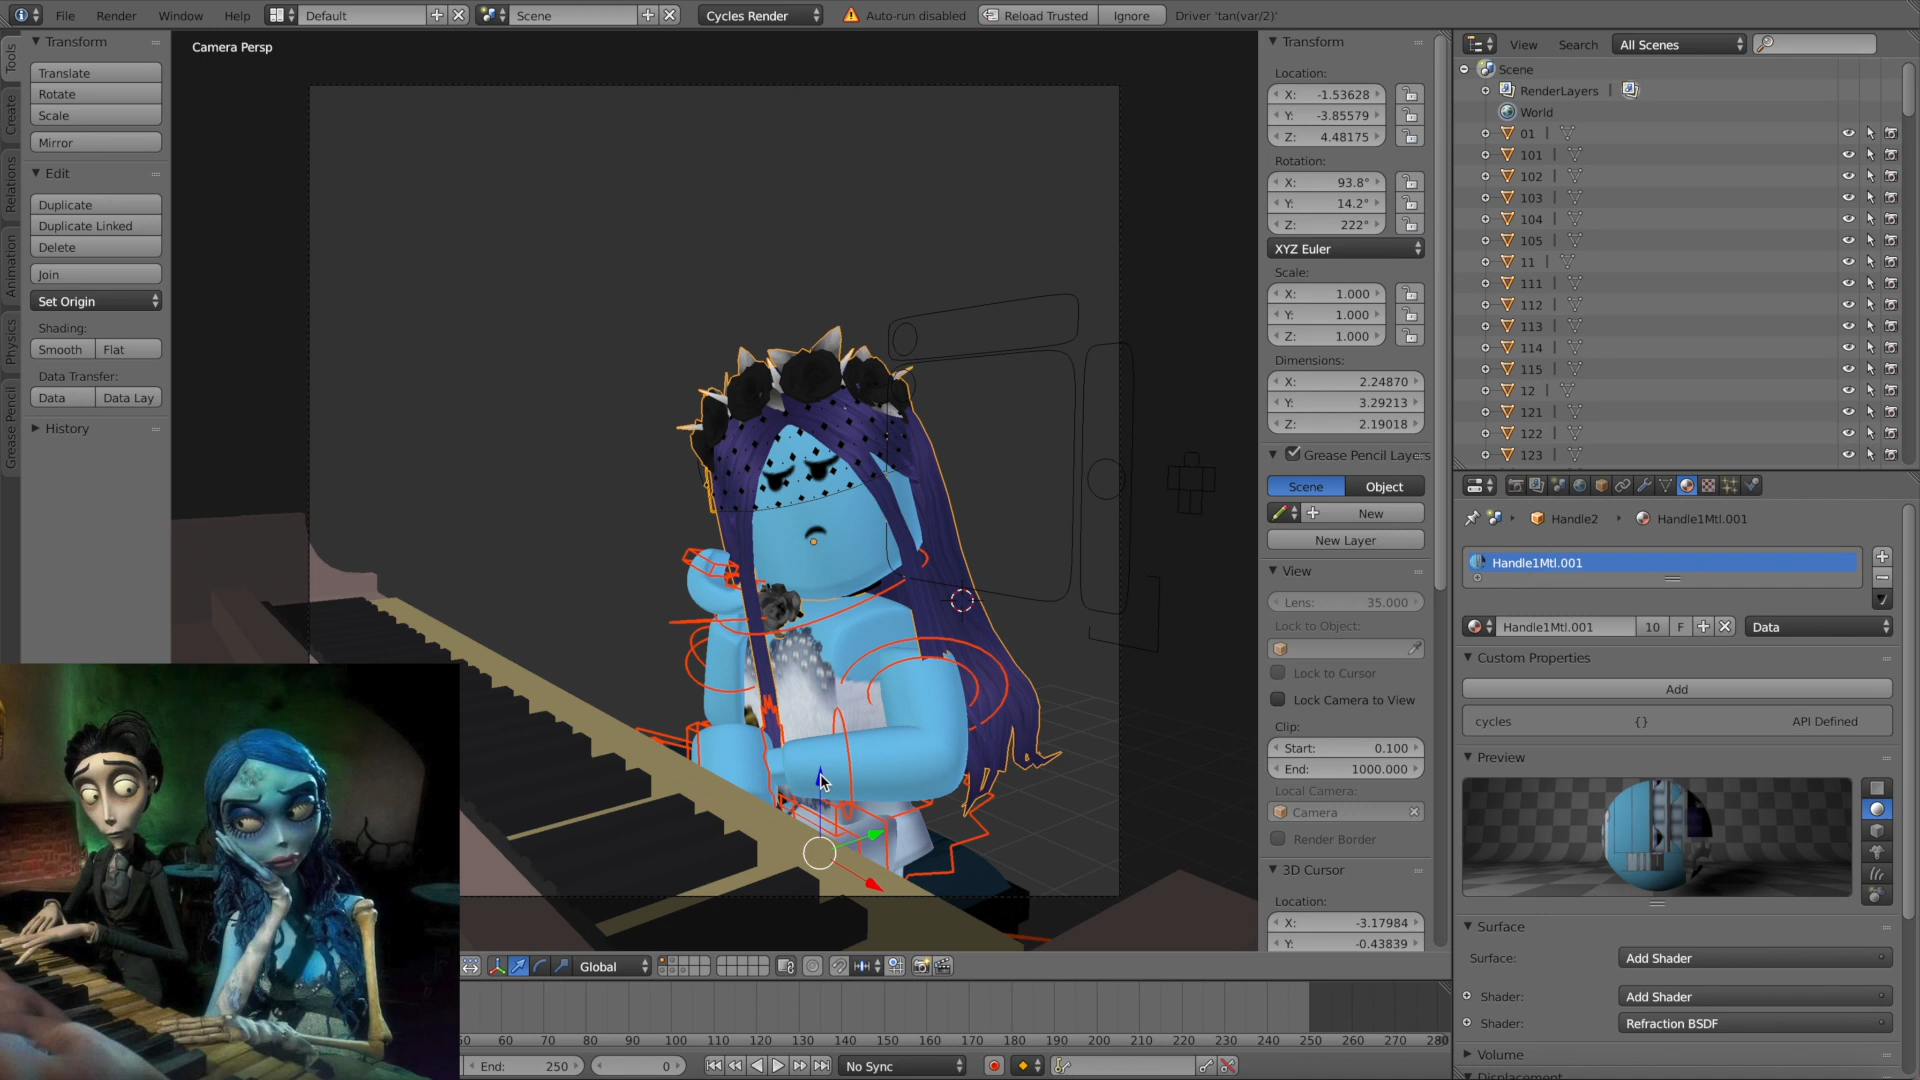 File Render Window Help Default Scene Cycles Render Auto-run disabled Reload Trusted Ignore Driver 'tan(var/2)'
Tools
Create
Relations
Animation
Physics
Grease Pencil
Transform
Translate
Rotate
Scale
Mirror
Edit
Duplicate
Duplicate Linked
Delete
Join
Set Origin
Shading:
Smooth Flat
Data Transfer:
Data Data Lay
History
Camera Persp
Transform
Location:
X: -1.53628
Y: -3.85579
Z: 4.48175
Rotation:
X: 93.8°
Y: 14.2°
Z: 222°
XYZ Euler
Scale:
X: 1.000
Y: 1.000
Z: 1.000
Dimensions:
X: 2.24870
Y: 3.29213
Z: 2.19018
Grease Pencil Layers
Scene Object
New
New Layer
View
Lens: 35.000
Lock to Object:
Lock to Cursor
Lock Camera to View
Clip:
Start: 0.100
End: 1000.000
Local Camera:
Camera
Render Border
3D Cursor
Location:
X: -3.17984
Y: -0.43839
View Search All Scenes
Scene
RenderLayers |
World
01 |
101 |
102 |
103 |
104 |
105 |
11 |
111 |
112 |
113 |
114 |
115 |
12 |
121 |
122 |
123 |
Handle2 Handle1Mtl.001
Handle1Mtl.001
Handle1Mtl.001 10 F Data
Custom Properties
Add
cycles {} API Defined
Preview
Surface
Surface: Add Shader
Shader: Add Shader
Shader: Refraction BSDF
Volume
Displacement
Global
50 60 70 80 90 100 110 120 130 140 150 160 170 180 190 200 210 220 230 240 250 260 270 280
End: 250 0 No Sync